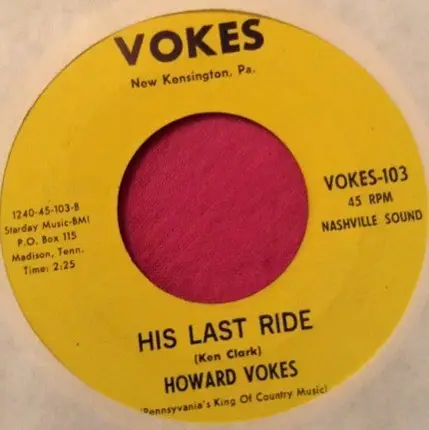 VOKES
New Kensington, Pa.
1240-45-103-B
Starday Music-BMI
P.O. Box 115
Madison, Tenn.
Time: 2:25
VOKES-103
45 RPM
NASHVILLE SOUND
HIS LAST RIDE
(Ken Clark)
HOWARD VOKES
(Pennsylvania's King Of Country Music)